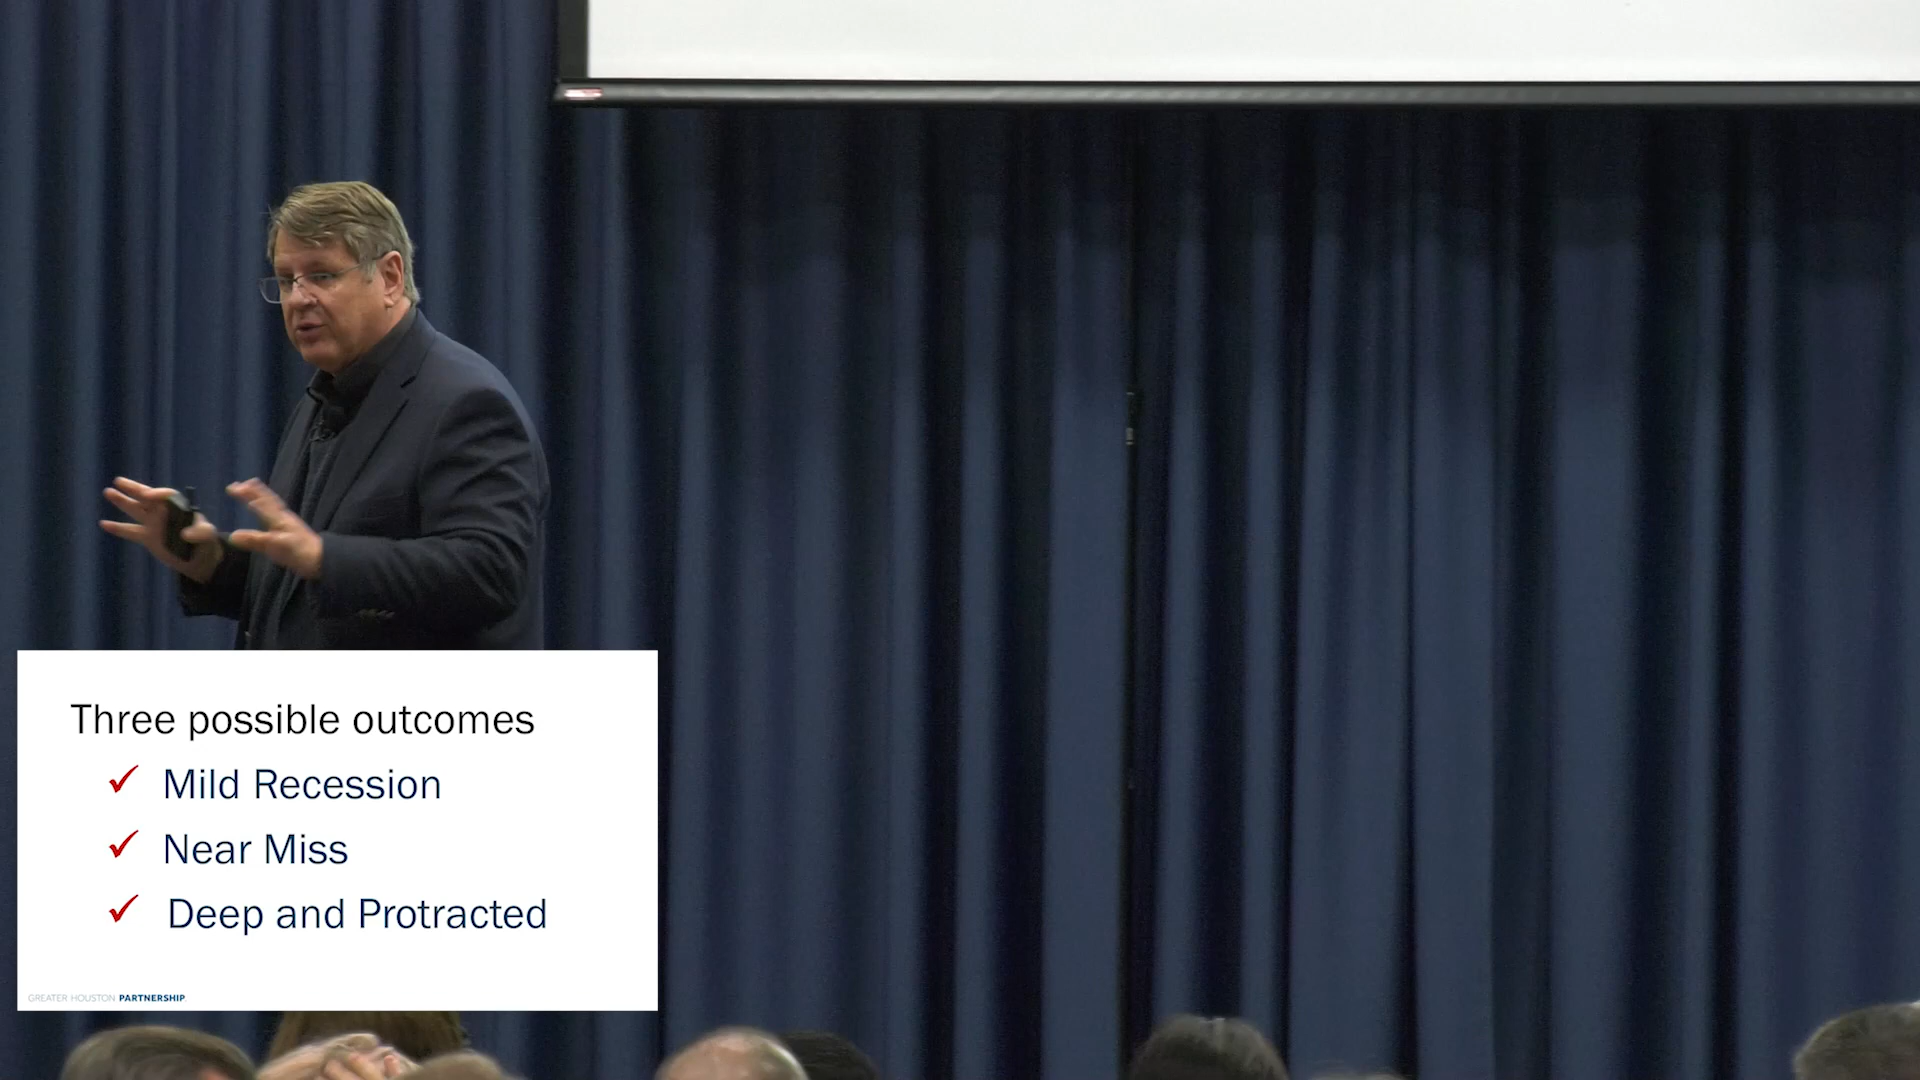 Three possible outcomes
✓ Mild Recession
✓ Near Miss
✓ Deep and Protracted
GREATER HOUSTON PARTNERSHIP